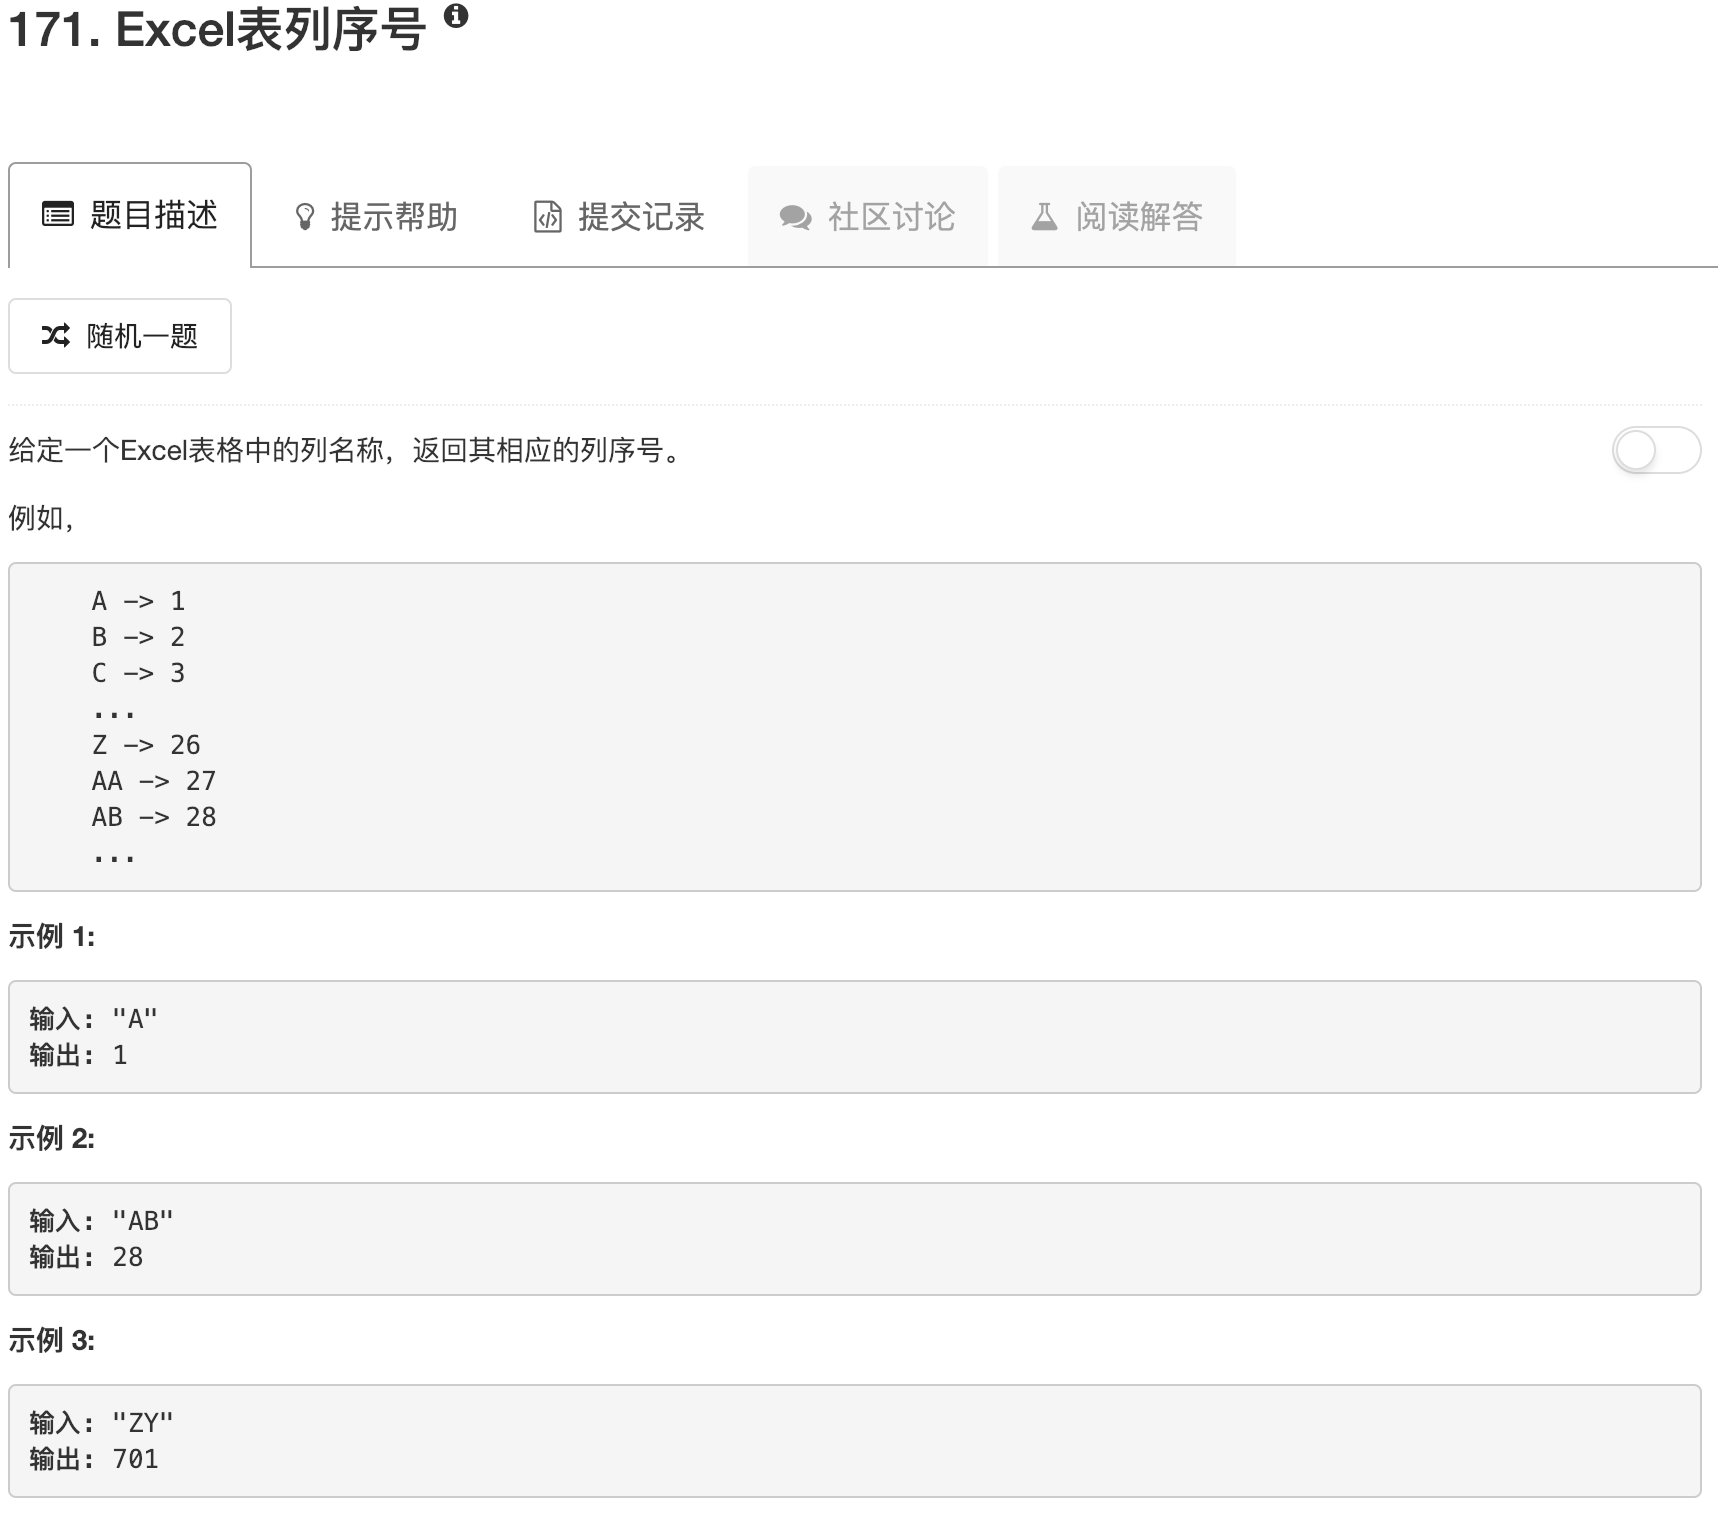 171. Excel表列序号
题目描述 提示帮助 提交记录 社区讨论 阅读解答
随机一题
给定一个Excel表格中的列名称，返回其相应的列序号。
例如，
A -> 1
B -> 2
C -> 3
...
Z -> 26
AA -> 27
AB -> 28
...
示例 1:
输入: "A"
输出: 1
示例 2:
输入: "AB"
输出: 28
示例 3:
输入: "ZY"
输出: 701